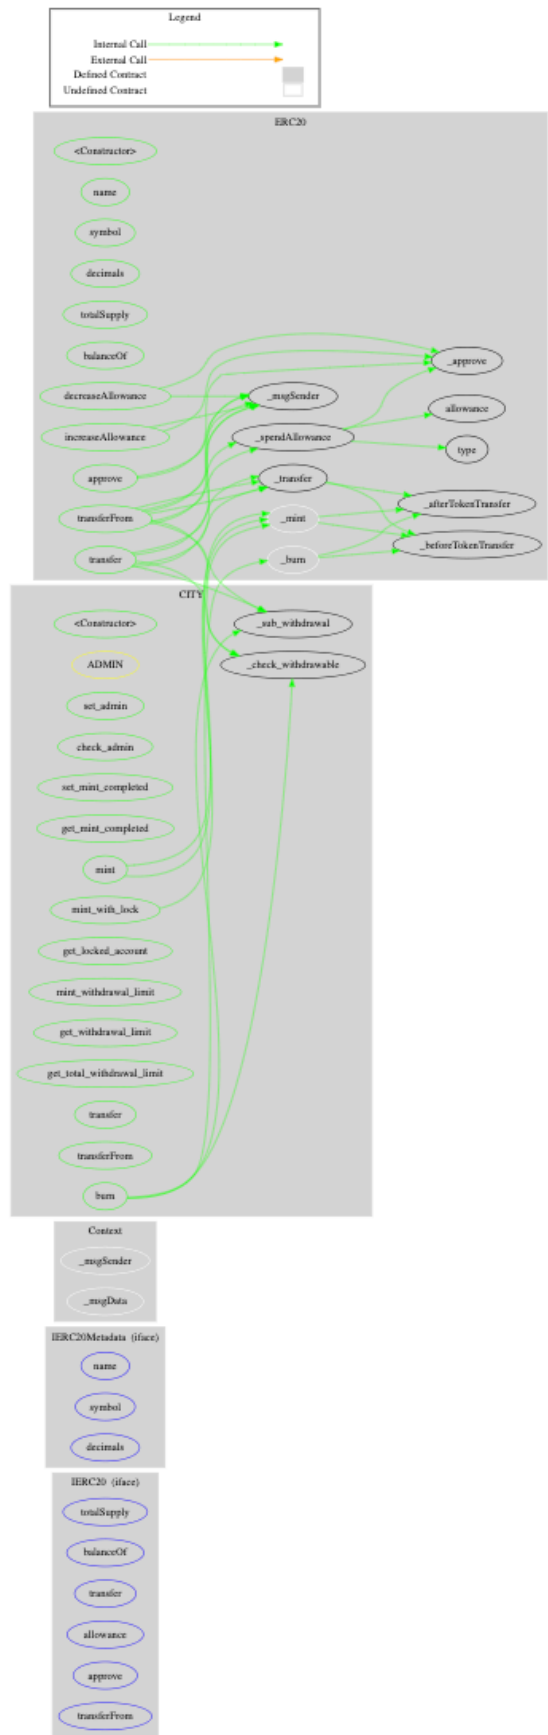 Legend
Internal Call
External Call
Defined Contract
Undefined Contract
ERC20
<Constructor>
name
symbol
decimals
totalSupply
balanceOf
_approve
decreaseAllowance
_msgSender
allowance
increaseAllowance
_spendAllowance
type
approve
_transfer
_afterTokenTransfer
transferFrom
_mint
_beforeTokenTransfer
transfer
_burn
CITY
<Constructor>
_sub_withdrawal
ADMIN
_check_withdrawable
set_admin
check_admin
set_mint_completed
get_mint_completed
mint
mint_with_lock
get_locked_account
mint_withdrawal_limit
get_withdrawal_limit
get_total_withdrawal_limit
transfer
transferFrom
burn
Context
_msgSender
_msgData
IERC20Metadata (iface)
name
symbol
decimals
IERC20 (iface)
totalSupply
balanceOf
transfer
allowance
approve
transferFrom